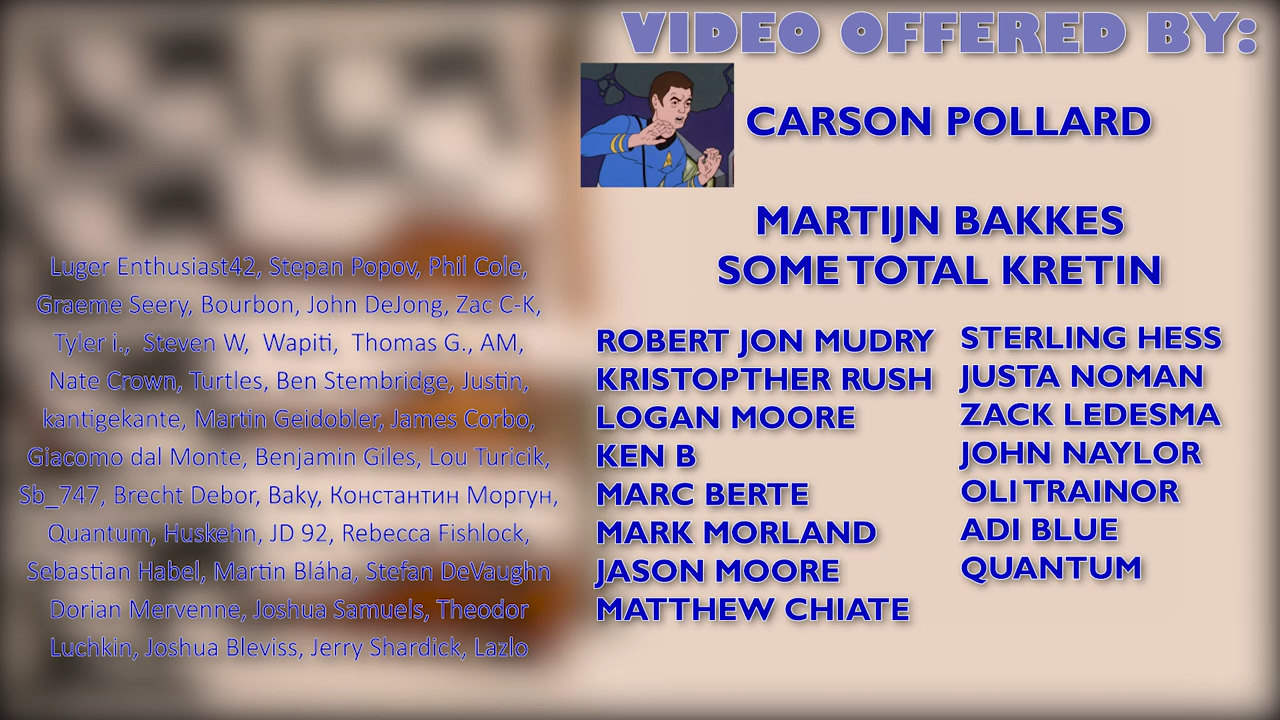 VIDEO OFFERED BY:
CARSON POLLARD
MARTIJN BAKKES
SOME TOTAL KRETIN
ROBERT JON MUDRY
KRISTOPTHER RUSH
LOGAN MOORE
KEN B
MARC BERTE
MARK MORLAND
JASON MOORE
MATTHEW CHIATE
STERLING HESS
JUSTA NOMAN
ZACK LEDESMA
JOHN NAYLOR
OLI TRAINOR
ADI BLUE
QUANTUM
Luger Enthusiast42, Stepan Popov, Phil Cole,
Graeme Seery, Bourbon, John DeJong, Zac C-K,
Tyler i., Steven W, Wapiti, Thomas G., AM,
Nate Crown, Turtles, Ben Stembridge, Justin,
kantigekante, Martin Geidobler, James Corbo,
Giacomo dal Monte, Benjamin Giles, Lou Turicik,
Sb_747, Brecht Debor, Baky, Константин Моргун,
Quantum, Huskehn, JD 92, Rebecca Fishlock,
Sebastian Habel, Martin Bláha, Stefan DeVaughn
Dorian Mervenne, Joshua Samuels, Theodor
Luchkin, Joshua Bleviss, Jerry Shardick, Lazlo